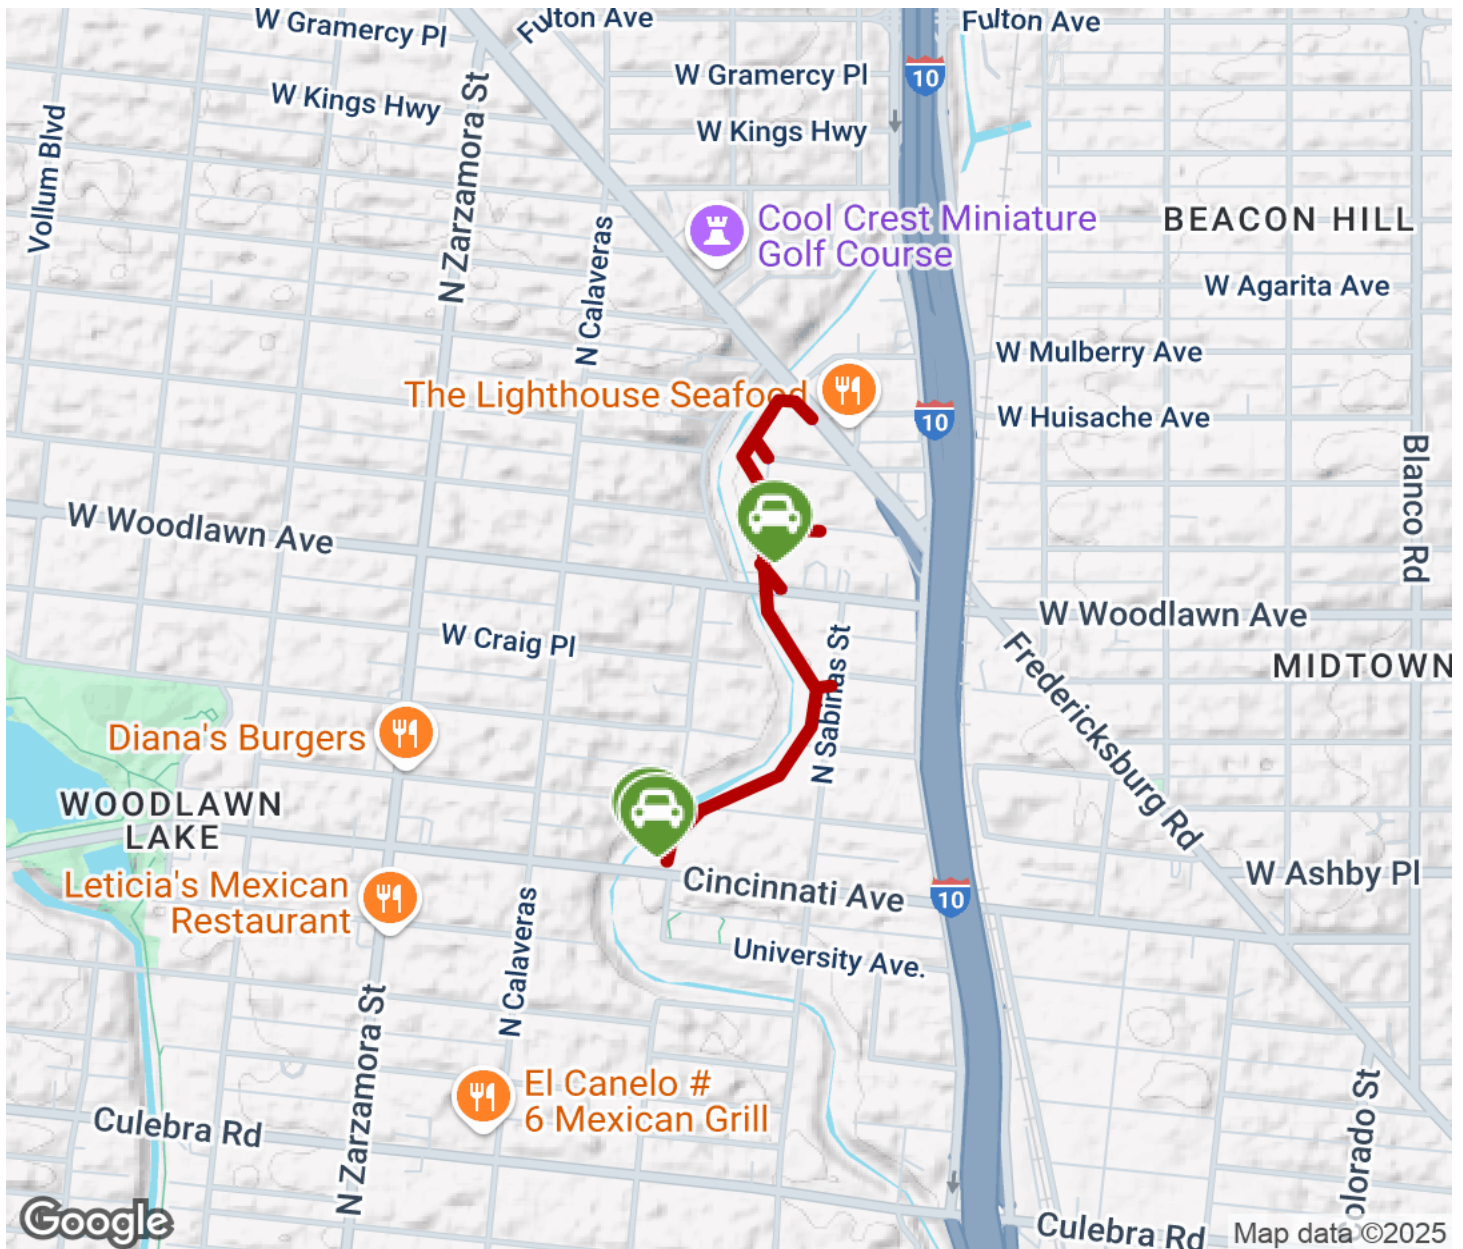 W Gramercy Pl
Fulton Ave
Fulton Ave
W Gramercy Pl
W Kings Hwy
W Kings Hwy
Vollum Blvd
N Zarzamora St
N Calaveras
Cool Crest Miniature
Golf Course
BEACON HILL
W Agarita Ave
W Mulberry Ave
The Lighthouse Seafood
W Huisache Ave
10
10
Blanco Rd
W Woodlawn Ave
W Woodlawn Ave
W Craig Pl
N Sabinas St
Fredericksburg Rd
MIDTOWN
Diana's Burgers
WOODLAWN
LAKE
Leticia's Mexican
Restaurant
Cincinnati Ave
10
W Ashby Pl
University Ave.
N Calaveras
N Zarzamora St
El Canelo #
6 Mexican Grill
Culebra Rd
Colorado St
Culebra Rd
Google
Map data ©2025